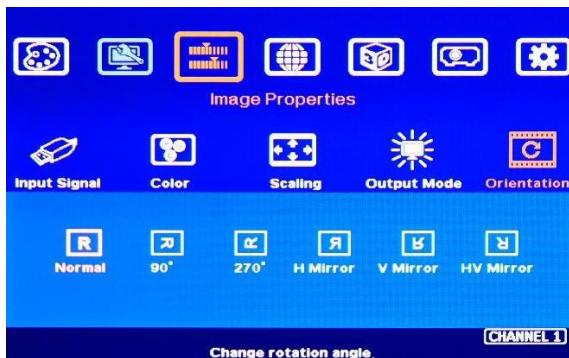 Image Properties
Input Signal Color Scaling Output Mode Orientation
R
Normal 90° 270° H Mirror V Mirror HV Mirror
CHANNEL 1
Change rotation angle